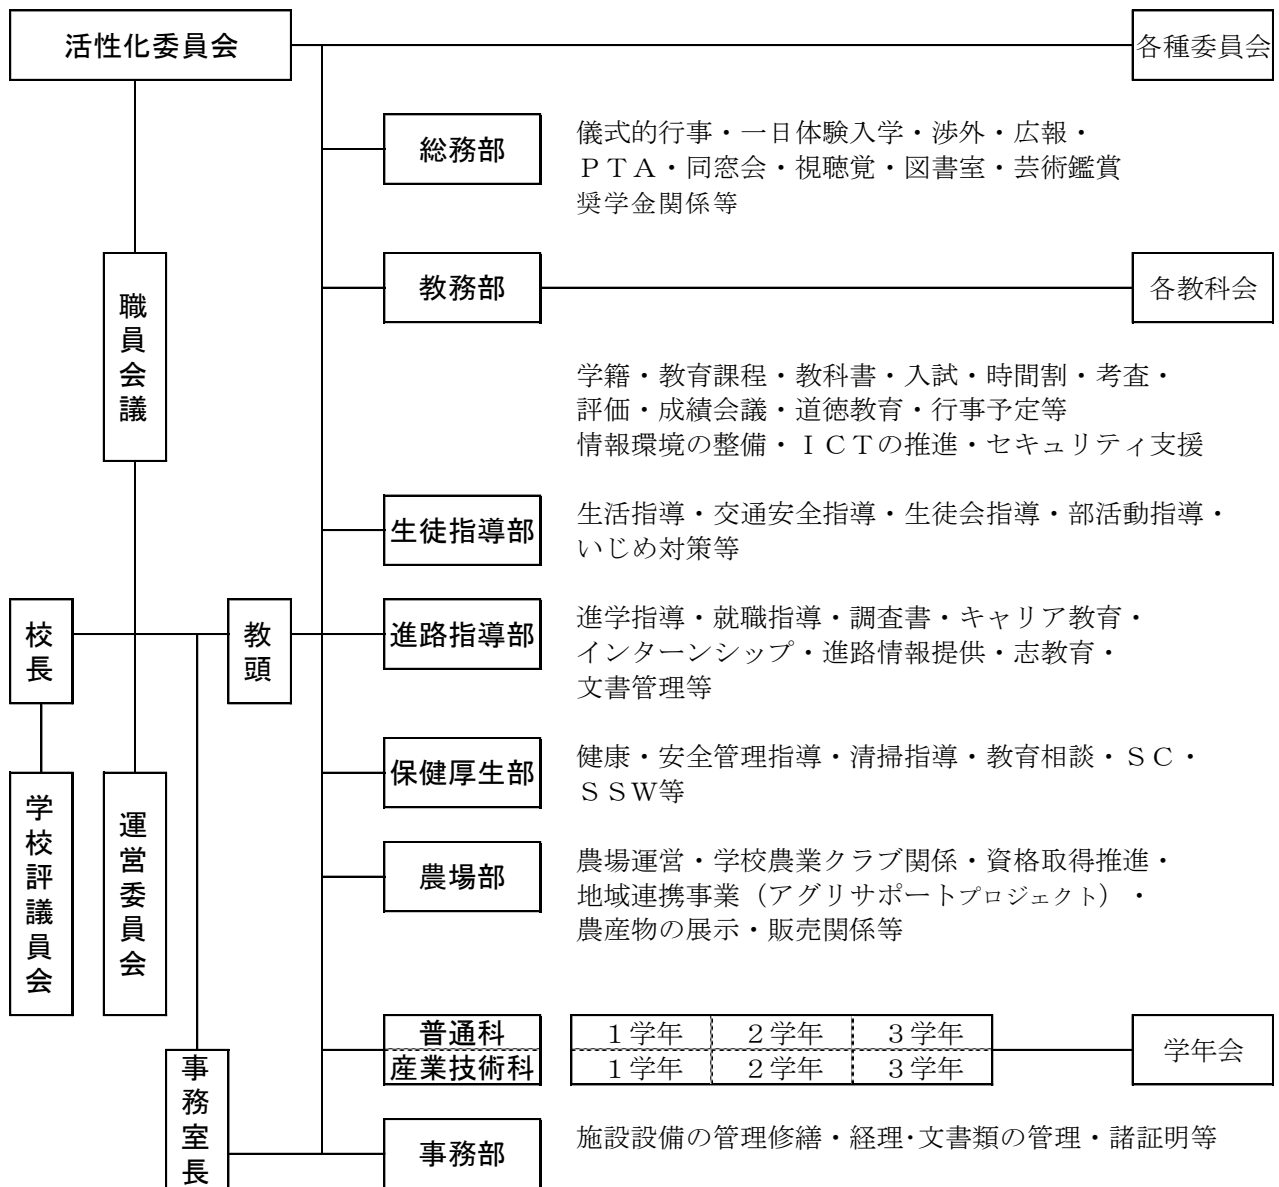 活性化委員会
各種委員会
総務部
儀式的行事・一日体験入学・渉外・広報・
ＰＴＡ・同窓会・視聴覚・図書室・芸術鑑賞
奨学金関係等
職員会議
教務部
各教科会
学籍・教育課程・教科書・入試・時間割・考査・
評価・成績会議・道徳教育・行事予定等
情報環境の整備・ＩＣＴの推進・セキュリティ支援
生徒指導部
生活指導・交通安全指導・生徒会指導・部活動指導・
いじめ対策等
校長
教頭
進路指導部
進学指導・就職指導・調査書・キャリア教育・
インターンシップ・進路情報提供・志教育・
文書管理等
保健厚生部
健康・安全管理指導・清掃指導・教育相談・ＳＣ・
ＳＳＷ等
学校評議員会
運営委員会
農場部
農場運営・学校農業クラブ関係・資格取得推進・
地域連携事業（アグリサポートプロジェクト）・
農産物の展示・販売関係等
普通科
１学年 ２学年 ３学年
産業技術科
１学年 ２学年 ３学年
学年会
事務室長
事務部
施設設備の管理修繕・経理・文書類の管理・諸証明等